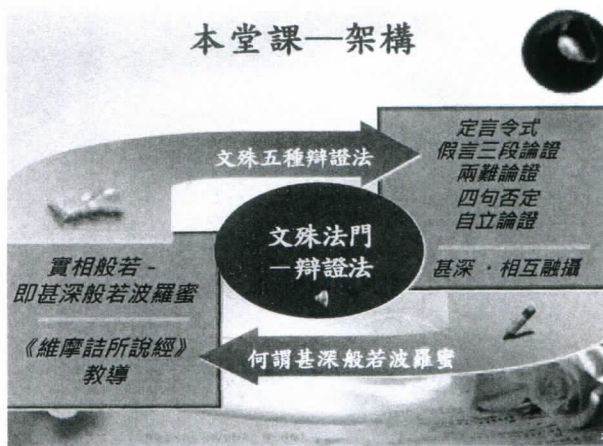 本堂課—架構
文殊五種辯證法
定言令式
假言三段論證
兩難論證
四句否定
自立論證
甚深．相互融攝
文殊法門
—辯證法
實相般若-
即甚深般若波羅蜜
《維摩詰所說經》
教導
何謂甚深般若波羅蜜